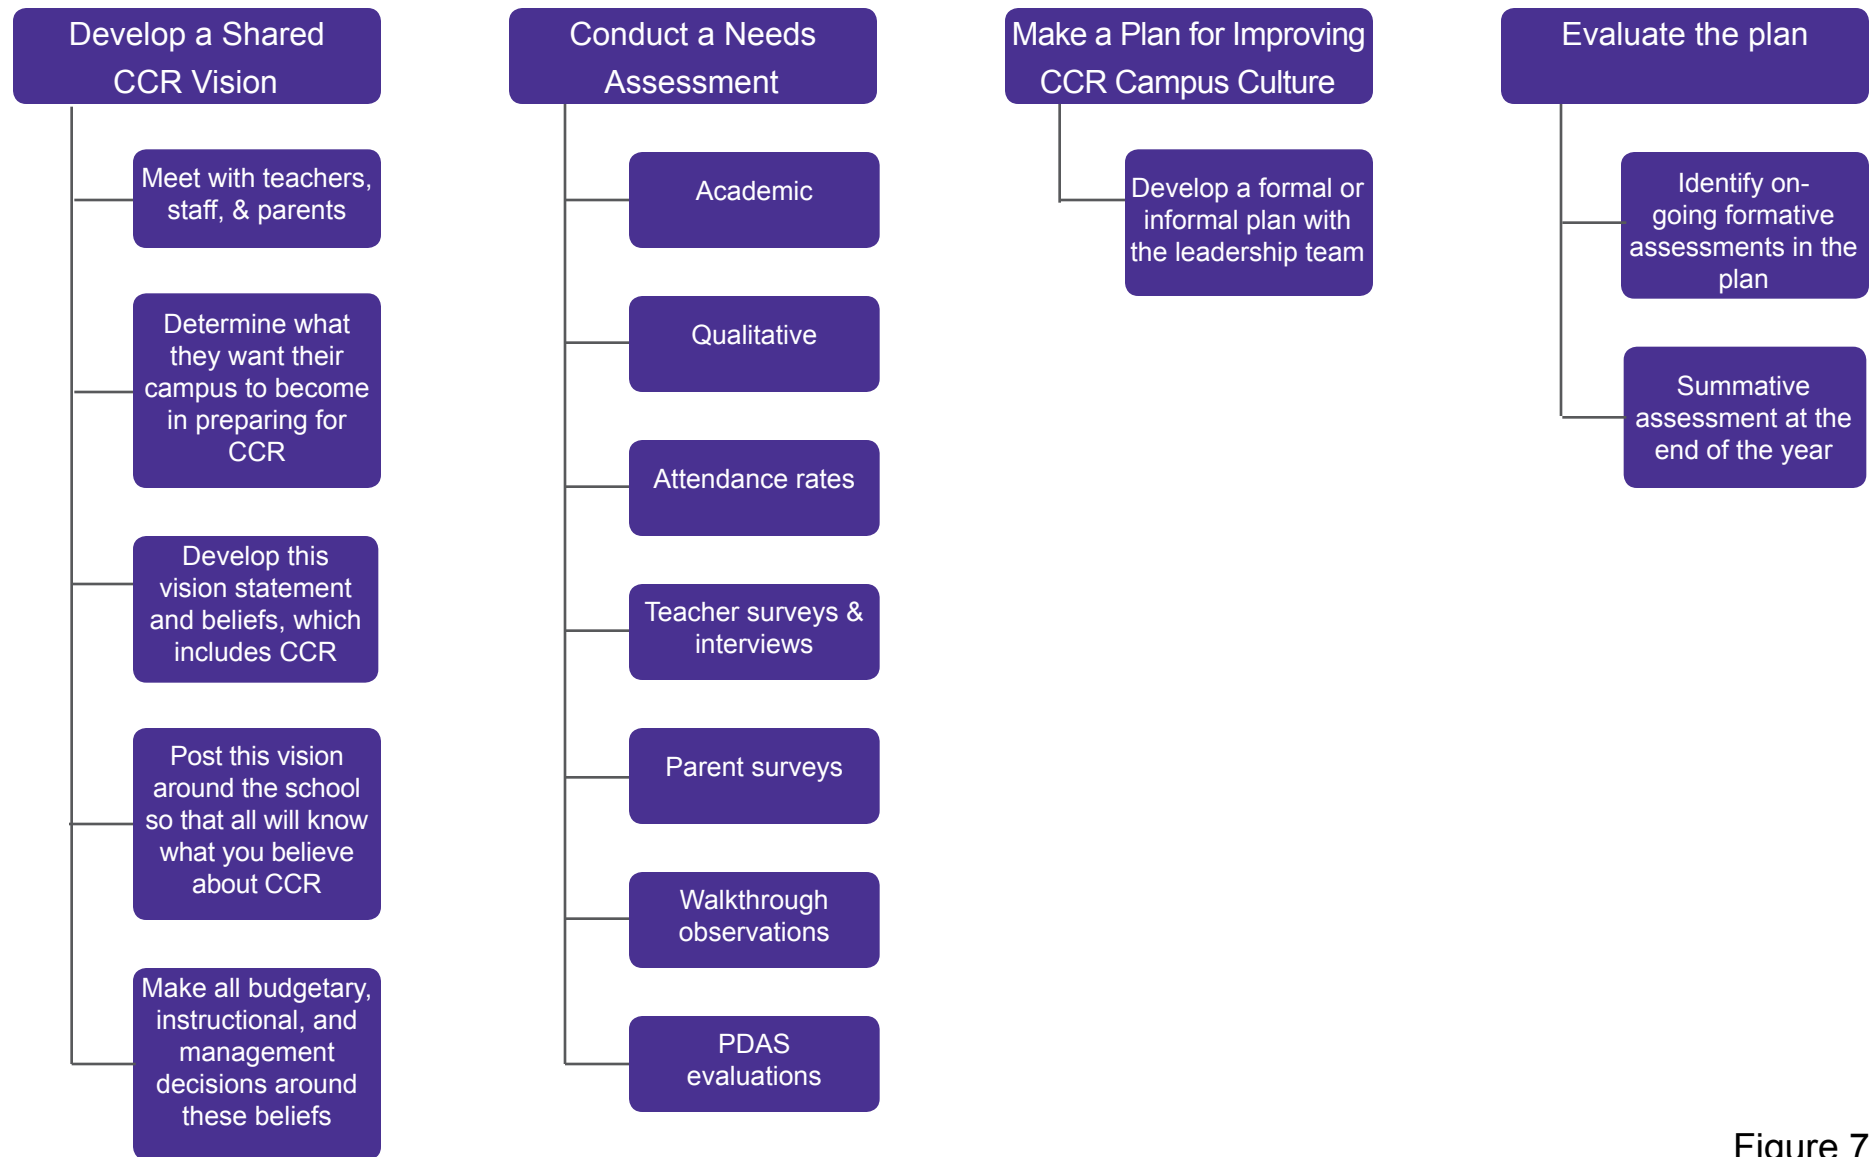 Develop a Shared
CCR Vision
Meet with teachers,
staff, & parents
Determine what
they want their
campus to become
in preparing for
CCR
Develop this
vision statement
and beliefs, which
includes CCR
Post this vision
around the school
so that all will know
what you believe
about CCR
Make all budgetary,
instructional, and
management
decisions around
these beliefs
Conduct a Needs
Assessment
Academic
Qualitative
Attendance rates
Teacher surveys &
interviews
Parent surveys
Walkthrough
observations
PDAS
evaluations
Make a Plan for Improving
CCR Campus Culture
Develop a formal or
informal plan with
the leadership team
Evaluate the plan
Identify on-
going formative
assessments in the
plan
Summative
assessment at the
end of the year
Figure 7